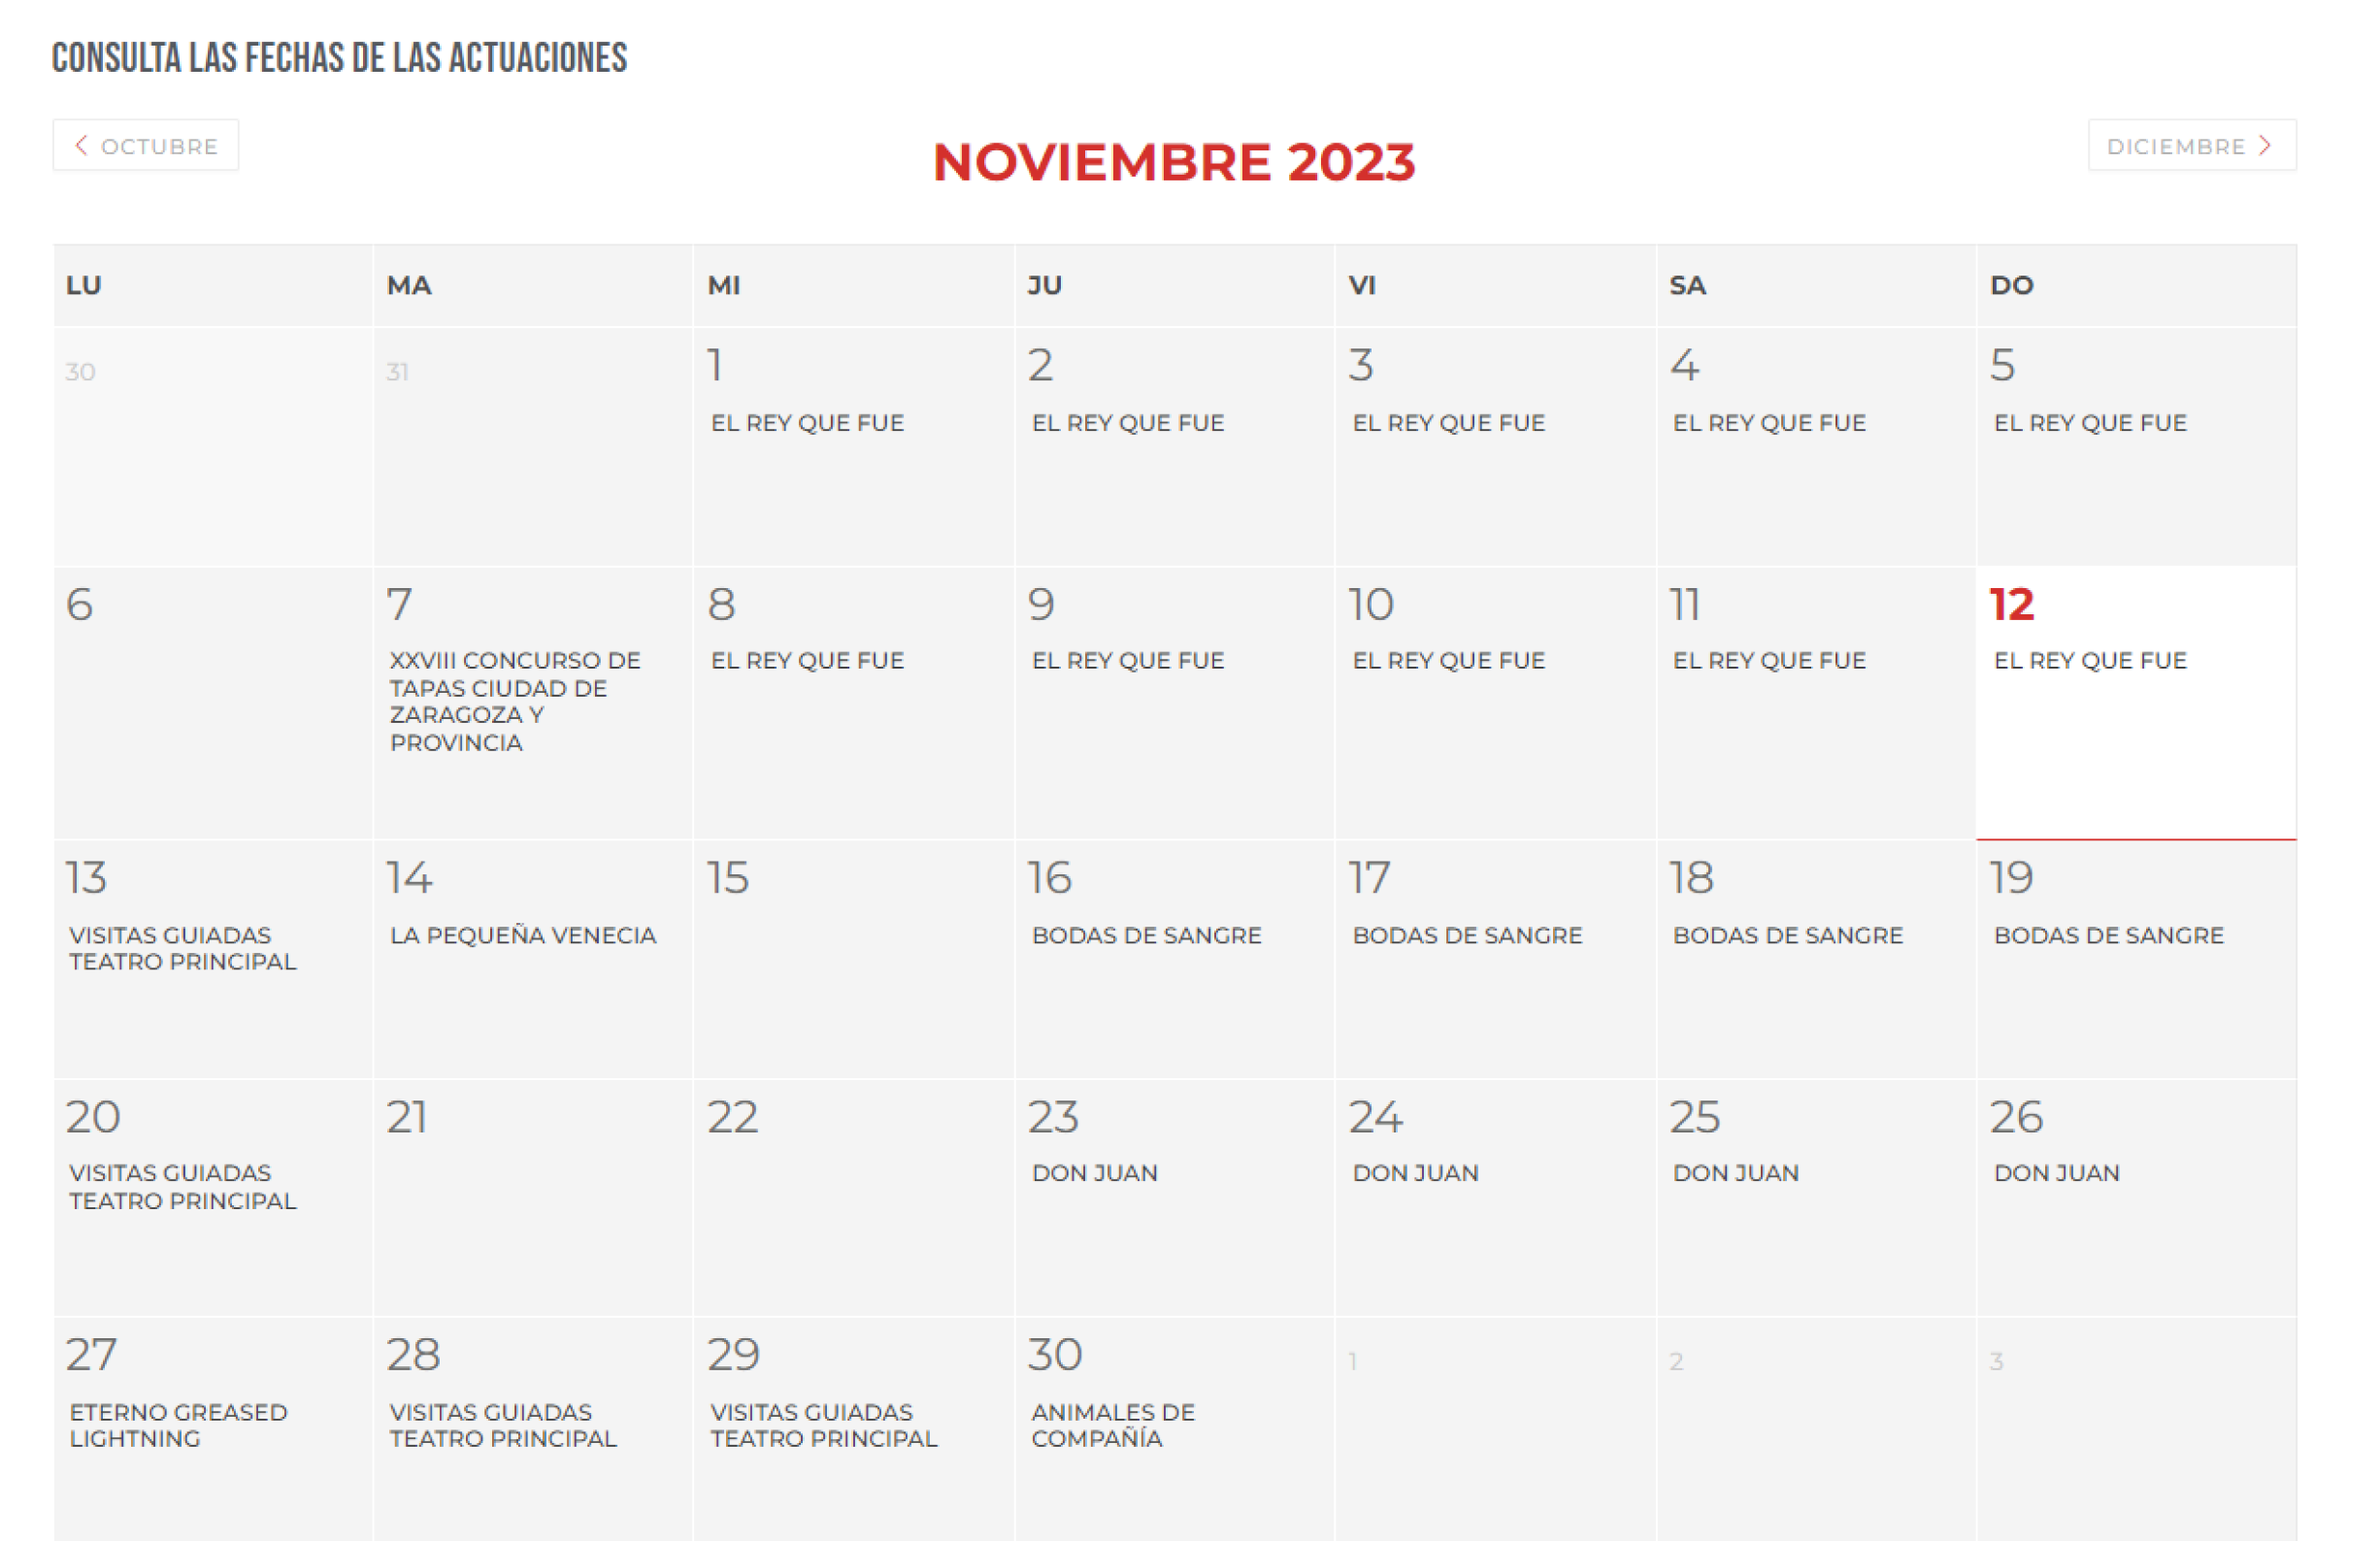 CONSULTA LAS FECHAS DE LAS ACTUACIONES
OCTUBRE
NOVIEMBRE 2023
DICIEMBRE
LU
MA
MI
JU
VI
SA
DO
30
31
1
EL REY QUE FUE
2
EL REY QUE FUE
3
EL REY QUE FUE
4
EL REY QUE FUE
5
EL REY QUE FUE
6
7
XXVIII CONCURSO DE
TAPAS CIUDAD DE
ZARAGOZA Y
PROVINCIA
8
EL REY QUE FUE
9
EL REY QUE FUE
10
EL REY QUE FUE
11
EL REY QUE FUE
12
EL REY QUE FUE
13
VISITAS GUIADAS
TEATRO PRINCIPAL
14
LA PEQUEÑA VENECIA
15
16
BODAS DE SANGRE
17
BODAS DE SANGRE
18
BODAS DE SANGRE
19
BODAS DE SANGRE
20
VISITAS GUIADAS
TEATRO PRINCIPAL
21
22
23
DON JUAN
24
DON JUAN
25
DON JUAN
26
DON JUAN
27
ETERNO GREASED
LIGHTNING
28
VISITAS GUIADAS
TEATRO PRINCIPAL
29
VISITAS GUIADAS
TEATRO PRINCIPAL
30
ANIMALES DE
COMPAÑÍA
1
2
3